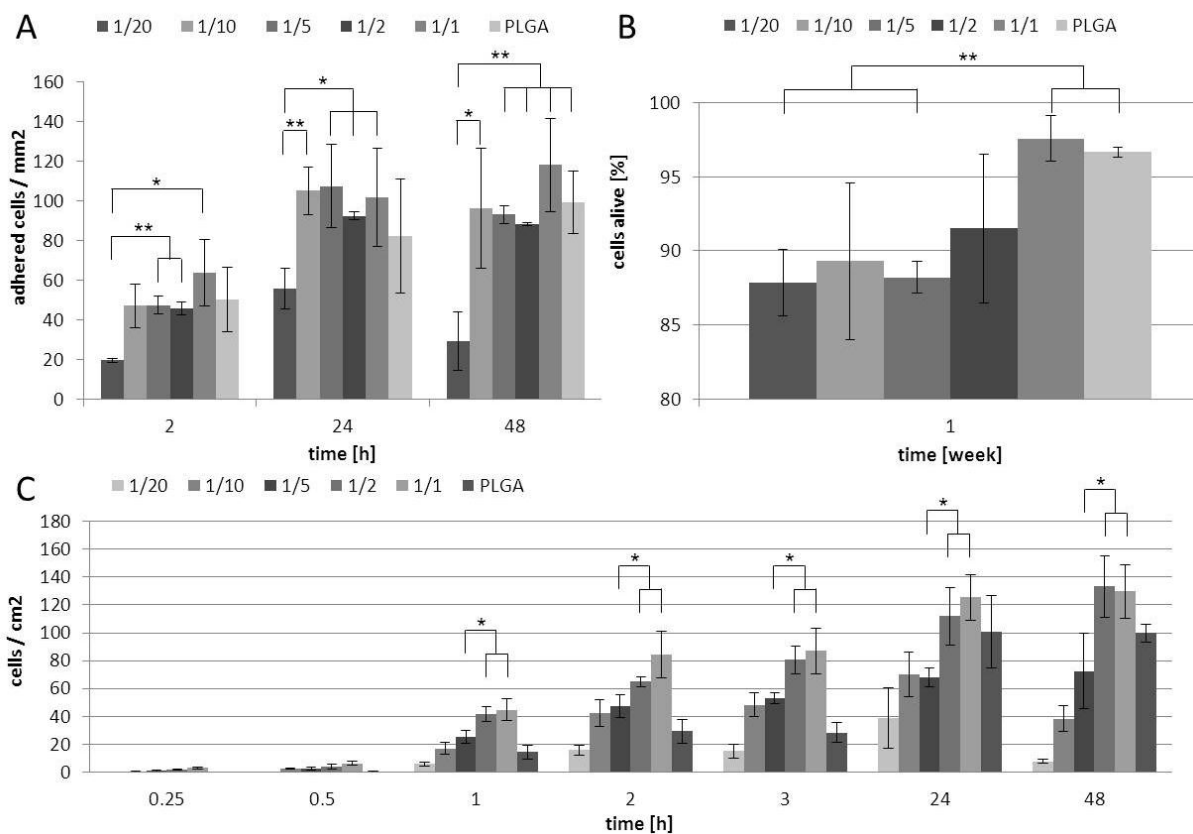 A
1/20 1/10 1/5 1/2 1/1 PLGA
adhered cells / mm2
160
140
120
100
80
60
40
20
0
* ** * ** ** *
2 24 48
time [h]
B
1/20 1/10 1/5 1/2 1/1 PLGA
cells alive [%]
100
95
90
85
80
**
1
time [week]
C
1/20 1/10 1/5 1/2 1/1 PLGA
cells / cm2
180
160
140
120
100
80
60
40
20
0
* * * * *
0.25 0.5 1 2 3 24 48
time [h]